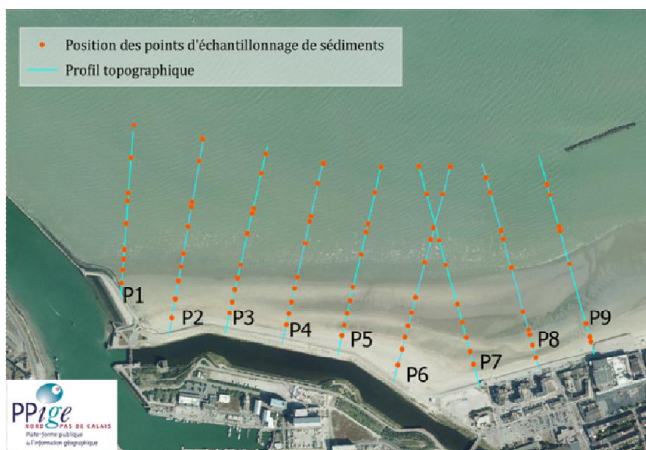 Position des points d'échantillonnage de sédiments
Profil topographique
P1
P2
P3
P4
P5
P6
P7
P8
P9
PPige
NORD PAS DE CALAIS
Plate-forme publique
de l'information géographique